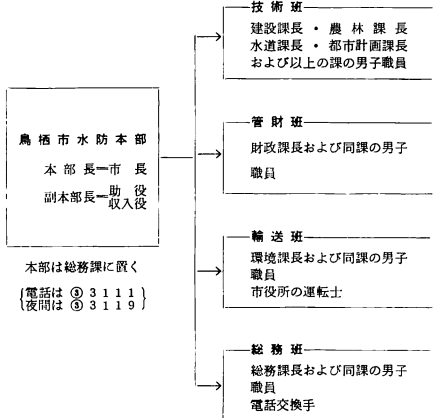 鳥栖市水防本部
本部長=市長
副本部長=助役
収入役
本部は総務課に置く
電話は ③ 3111
夜間は ③ 3119
技術班
建設課長・農林課長
水道課長・都市計画課長
および以上の課の男子職員
管財班
財政課長および同課の男子
職員
輸送班
環境課長および同課の男子
職員
市役所の運転士
総務班
総務課長および同課の男子
職員
電話交換手